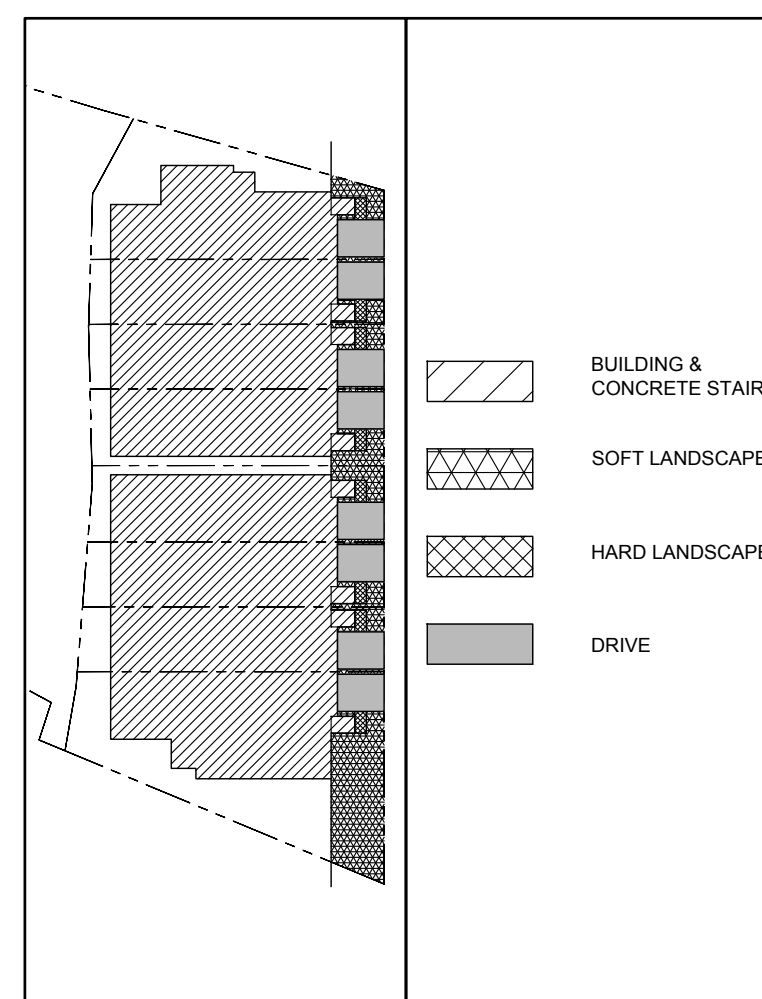 BUILDING &
CONCRETE STAIR
SOFT LANDSCAPE
HARD LANDSCAPE
DRIVE